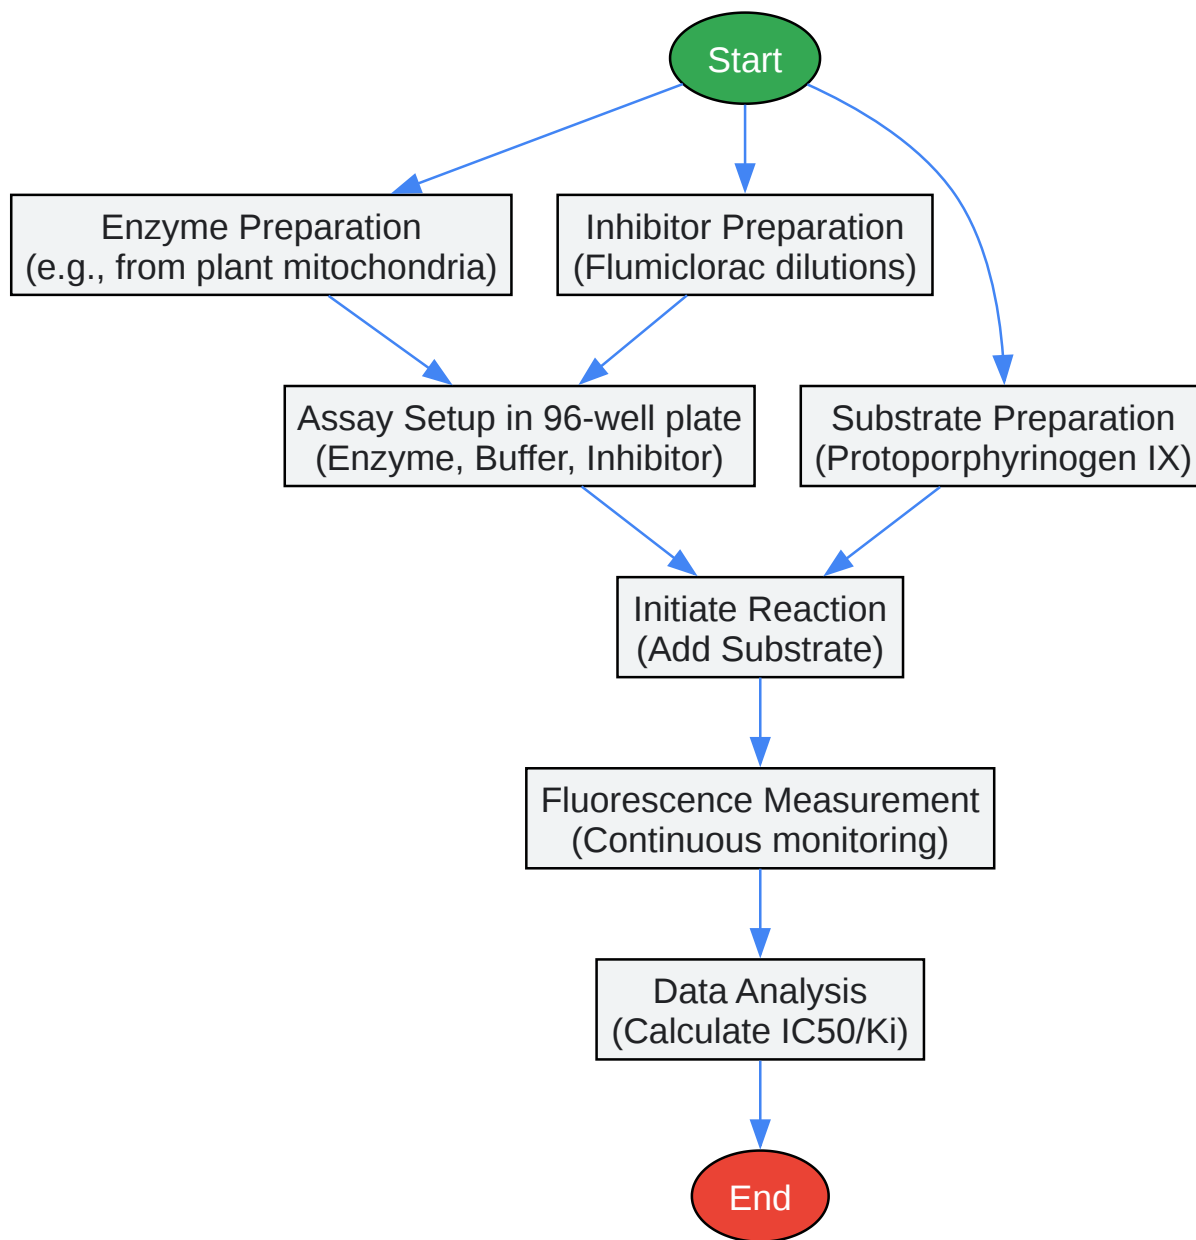 Start
Enzyme Preparation
(e.g., from plant mitochondria)
Inhibitor Preparation
(Flumiclorac dilutions)
Assay Setup in 96-well plate
(Enzyme, Buffer, Inhibitor)
Substrate Preparation
(Protoporphyrinogen IX)
Initiate Reaction
(Add Substrate)
Fluorescence Measurement
(Continuous monitoring)
Data Analysis
(Calculate IC50/Ki)
End